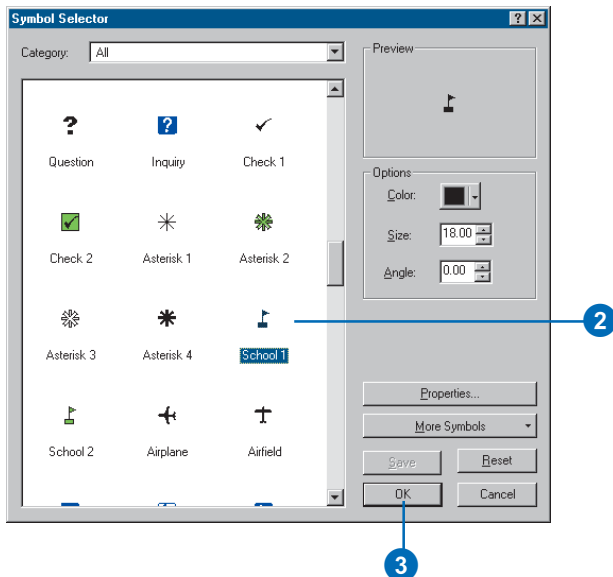 Symbol Selector
Category: All
Question Inquiry Check 1
Check 2 Asterisk 1 Asterisk 2
Asterisk 3 Asterisk 4 School 1
School 2 Airplane Airfield
Preview
Options
Color:
Size: 18.00
Angle: 0.00
Properties...
More Symbols
Save Reset
OK Cancel
2
3